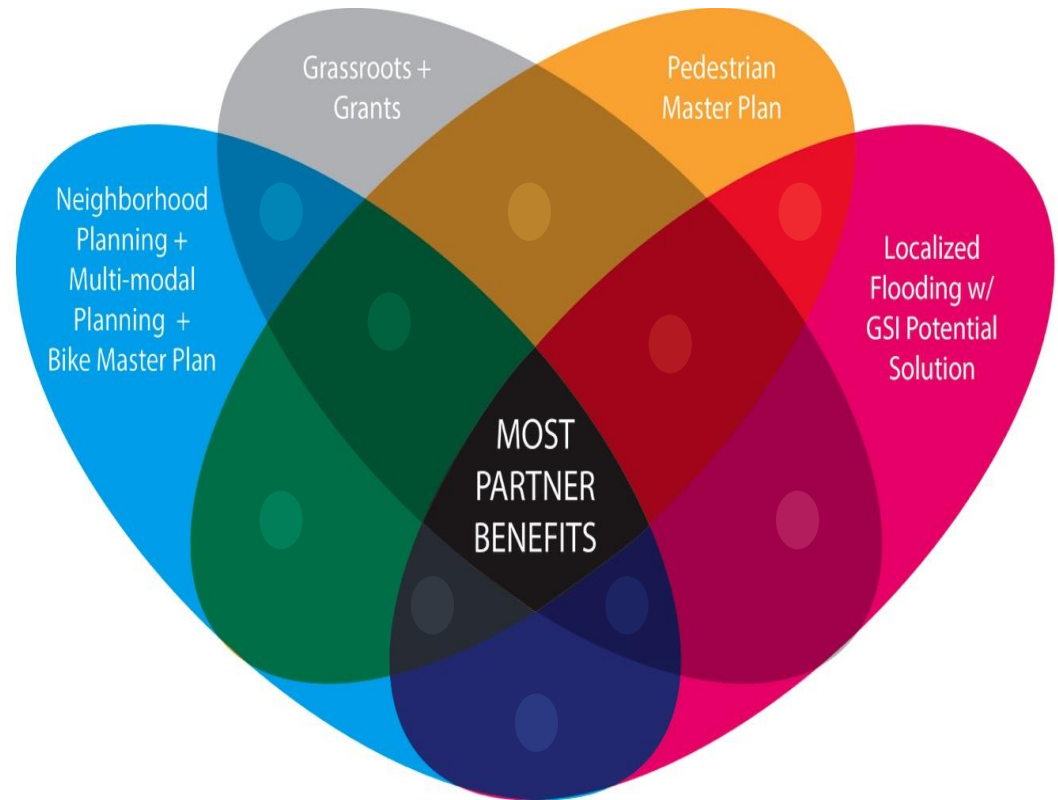 Grassroots +
Grants
Pedestrian
Master Plan
Neighborhood
Planning +
Multi-modal
Planning +
Bike Master Plan
Localized
Flooding w/
GSI Potential
Solution
MOST
PARTNER
BENEFITS